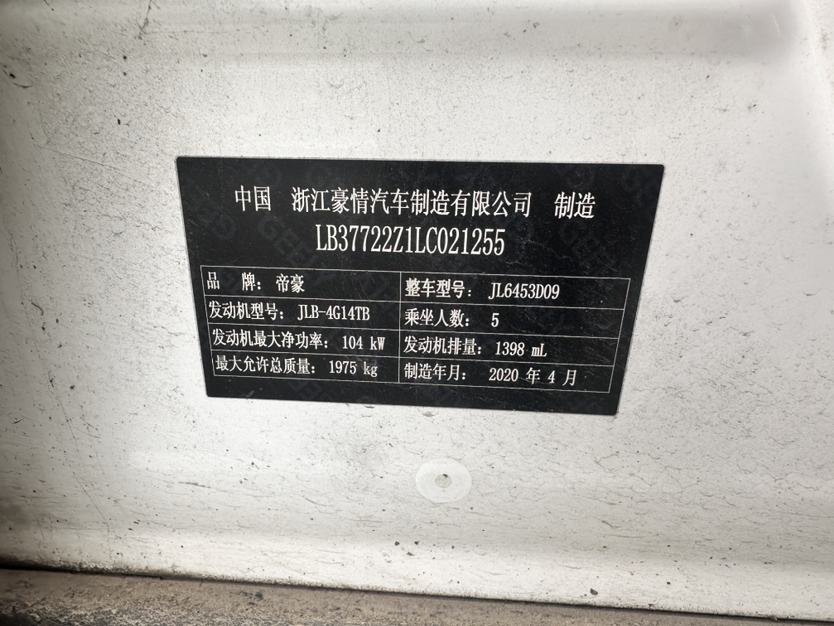 中国 浙江豪情汽车制造有限公司 制造
LB37722Z1LC021255
品 牌：帝豪 整车型号：JL6453D09
发动机型号：JLB-4G14TB 乘坐人数：5
发动机最大净功率：104 kW 发动机排量：1398 mL
最大允许总质量：1975 kg 制造年月：2020 年 4 月